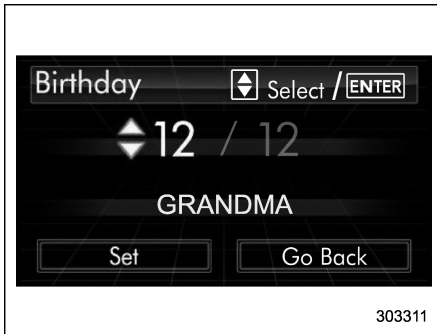 Birthday Select / ENTER
12 / 12
GRANDMA
Set Go Back
303311